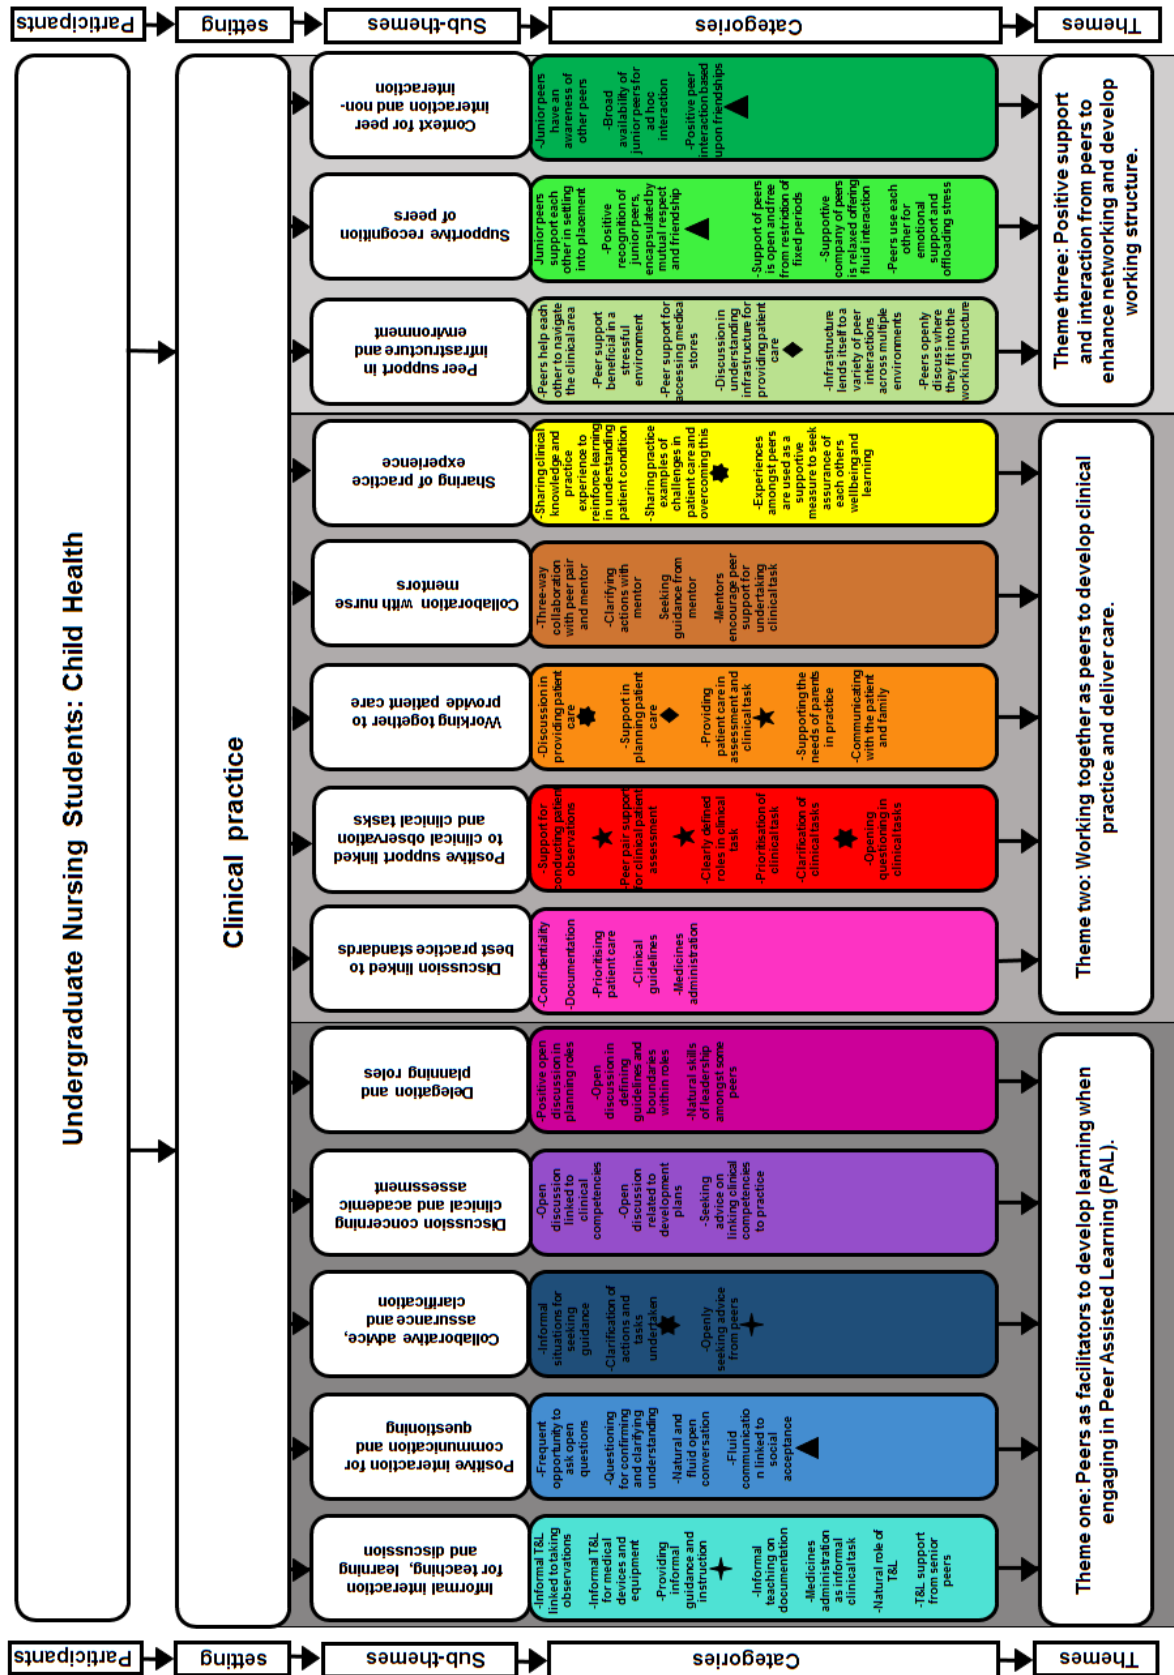 Participants
setting
Sub-themes
Categories
Themes
Undergraduate Nursing Students: Child Health
Clinical practice
Informal interaction
for teaching, learning
and discussion
-Informal T&L
linked to taking
observations
-Informal T&L
for medical
devices and
equipment
-Providing
informal
guidance and
instruction
-Informal
teaching on
documentation
-Medicines
administration
as informal
clinical task
-Natural role of
T&L
-T&L support
from senior
peers
Positive interaction for
communication and
questioning
-Frequent
opportunity to
ask open
questions
-Questioning
for confirming
and clarifying
understanding
-Natural and
fluid open
conversation
-Fluid
communicatio
n linked to
social
acceptance
Collaborative advice,
assurance and
clarification
-Informal
situations for
seeking
guidance
-Clarification of
actions and
tasks
undertaken
-Openly
seeking advice
from peers
Discussion concerning
clinical and academic
assessment
-Open
discussion
linked to
clinical
competencies
-Open
discussion
related to
development
plans
-Seeking
advice on
linking clinical
competencies
to practice
Delegation and
planning roles
-Positive open
discussion in
planning roles
-Open
discussion in
defining
guidelines and
boundaries
within roles
-Natural skills
of leadership
amongst some
peers
Discussion linked to
best practice standards
-Confidentiality
-Documentation
-Prioritising
patient care
-Clinical
guidelines
-Medicines
administration
Positive support linked
to clinical observation
and clinical tasks
-Support for
conducting patient
observations
-Peer pair support
for clinical patient
assessment
-Clearly defined
roles in clinical
task
-Prioritisation of
clinical task
-Clarification of
clinical tasks
-Opening
questioning in
clinical tasks
Working together to
provide patient care
-Discussion in
providing patient
care
-Support in
planning patient
care
-Providing
patient care in
assessment and
clinical task
-Supporting the
needs of parents
in practice
-Communicating
with the patient
and family
Collaboration with nurse
mentors
-Three-way
collaboration
with peer pair
and mentor
-Clarifying
actions with
mentor
Seeking
guidance from
mentor
-Mentors
encourage peer
support for
undertaking
clinical task
Sharing of practice
experience
-Sharing clinical
knowledge and
practice
experience to
reinforce learning
in understanding
patient condition
-Sharing practice
examples of
challenges in
patient care and
overcoming this
-Experiences
amongst peers
are used as a
supportive
measure to seek
assurance of
each others
wellbeing and
learning
Peer support in
infrastructure and
environment
-Peers help each
other to navigate
the clinical area
-Peer support
beneficial in a
stressful
environment
-Peer support for
accessing medical
stores
-Discussion in
understanding
infrastructure for
providing patient
care
-Infrastructure
lends itself to a
variety of peer
interactions
across multiple
environments
-Peers openly
discuss where
they fit into the
working structure
Supportive recognition
of peers
Junior peers
support each
other in settling
into placement
-Positive
recognition of
junior peers,
encapsulated by
mutual respect
and friendship
-Support of peers
is open and free
from restriction of
fixed periods
-Supportive
company of peers
is relaxed offering
fluid interaction
-Peers use each
other for
emotional
support and
offloading stress
Context for peer
interaction and non-
interaction
-Junior peers
have an
awareness of
other peers
-Broad
availability of
junior peers for
ad hoc
interaction
-Positive peer
interaction based
upon friendships
Theme one: Peers as facilitators to develop learning when
engaging in Peer Assisted Learning (PAL).
Theme two: Working together as peers to develop clinical
practice and deliver care.
Theme three: Positive support
and interaction from peers to
enhance networking and develop
working structure.
Participants
setting
Sub-themes
Categories
Themes